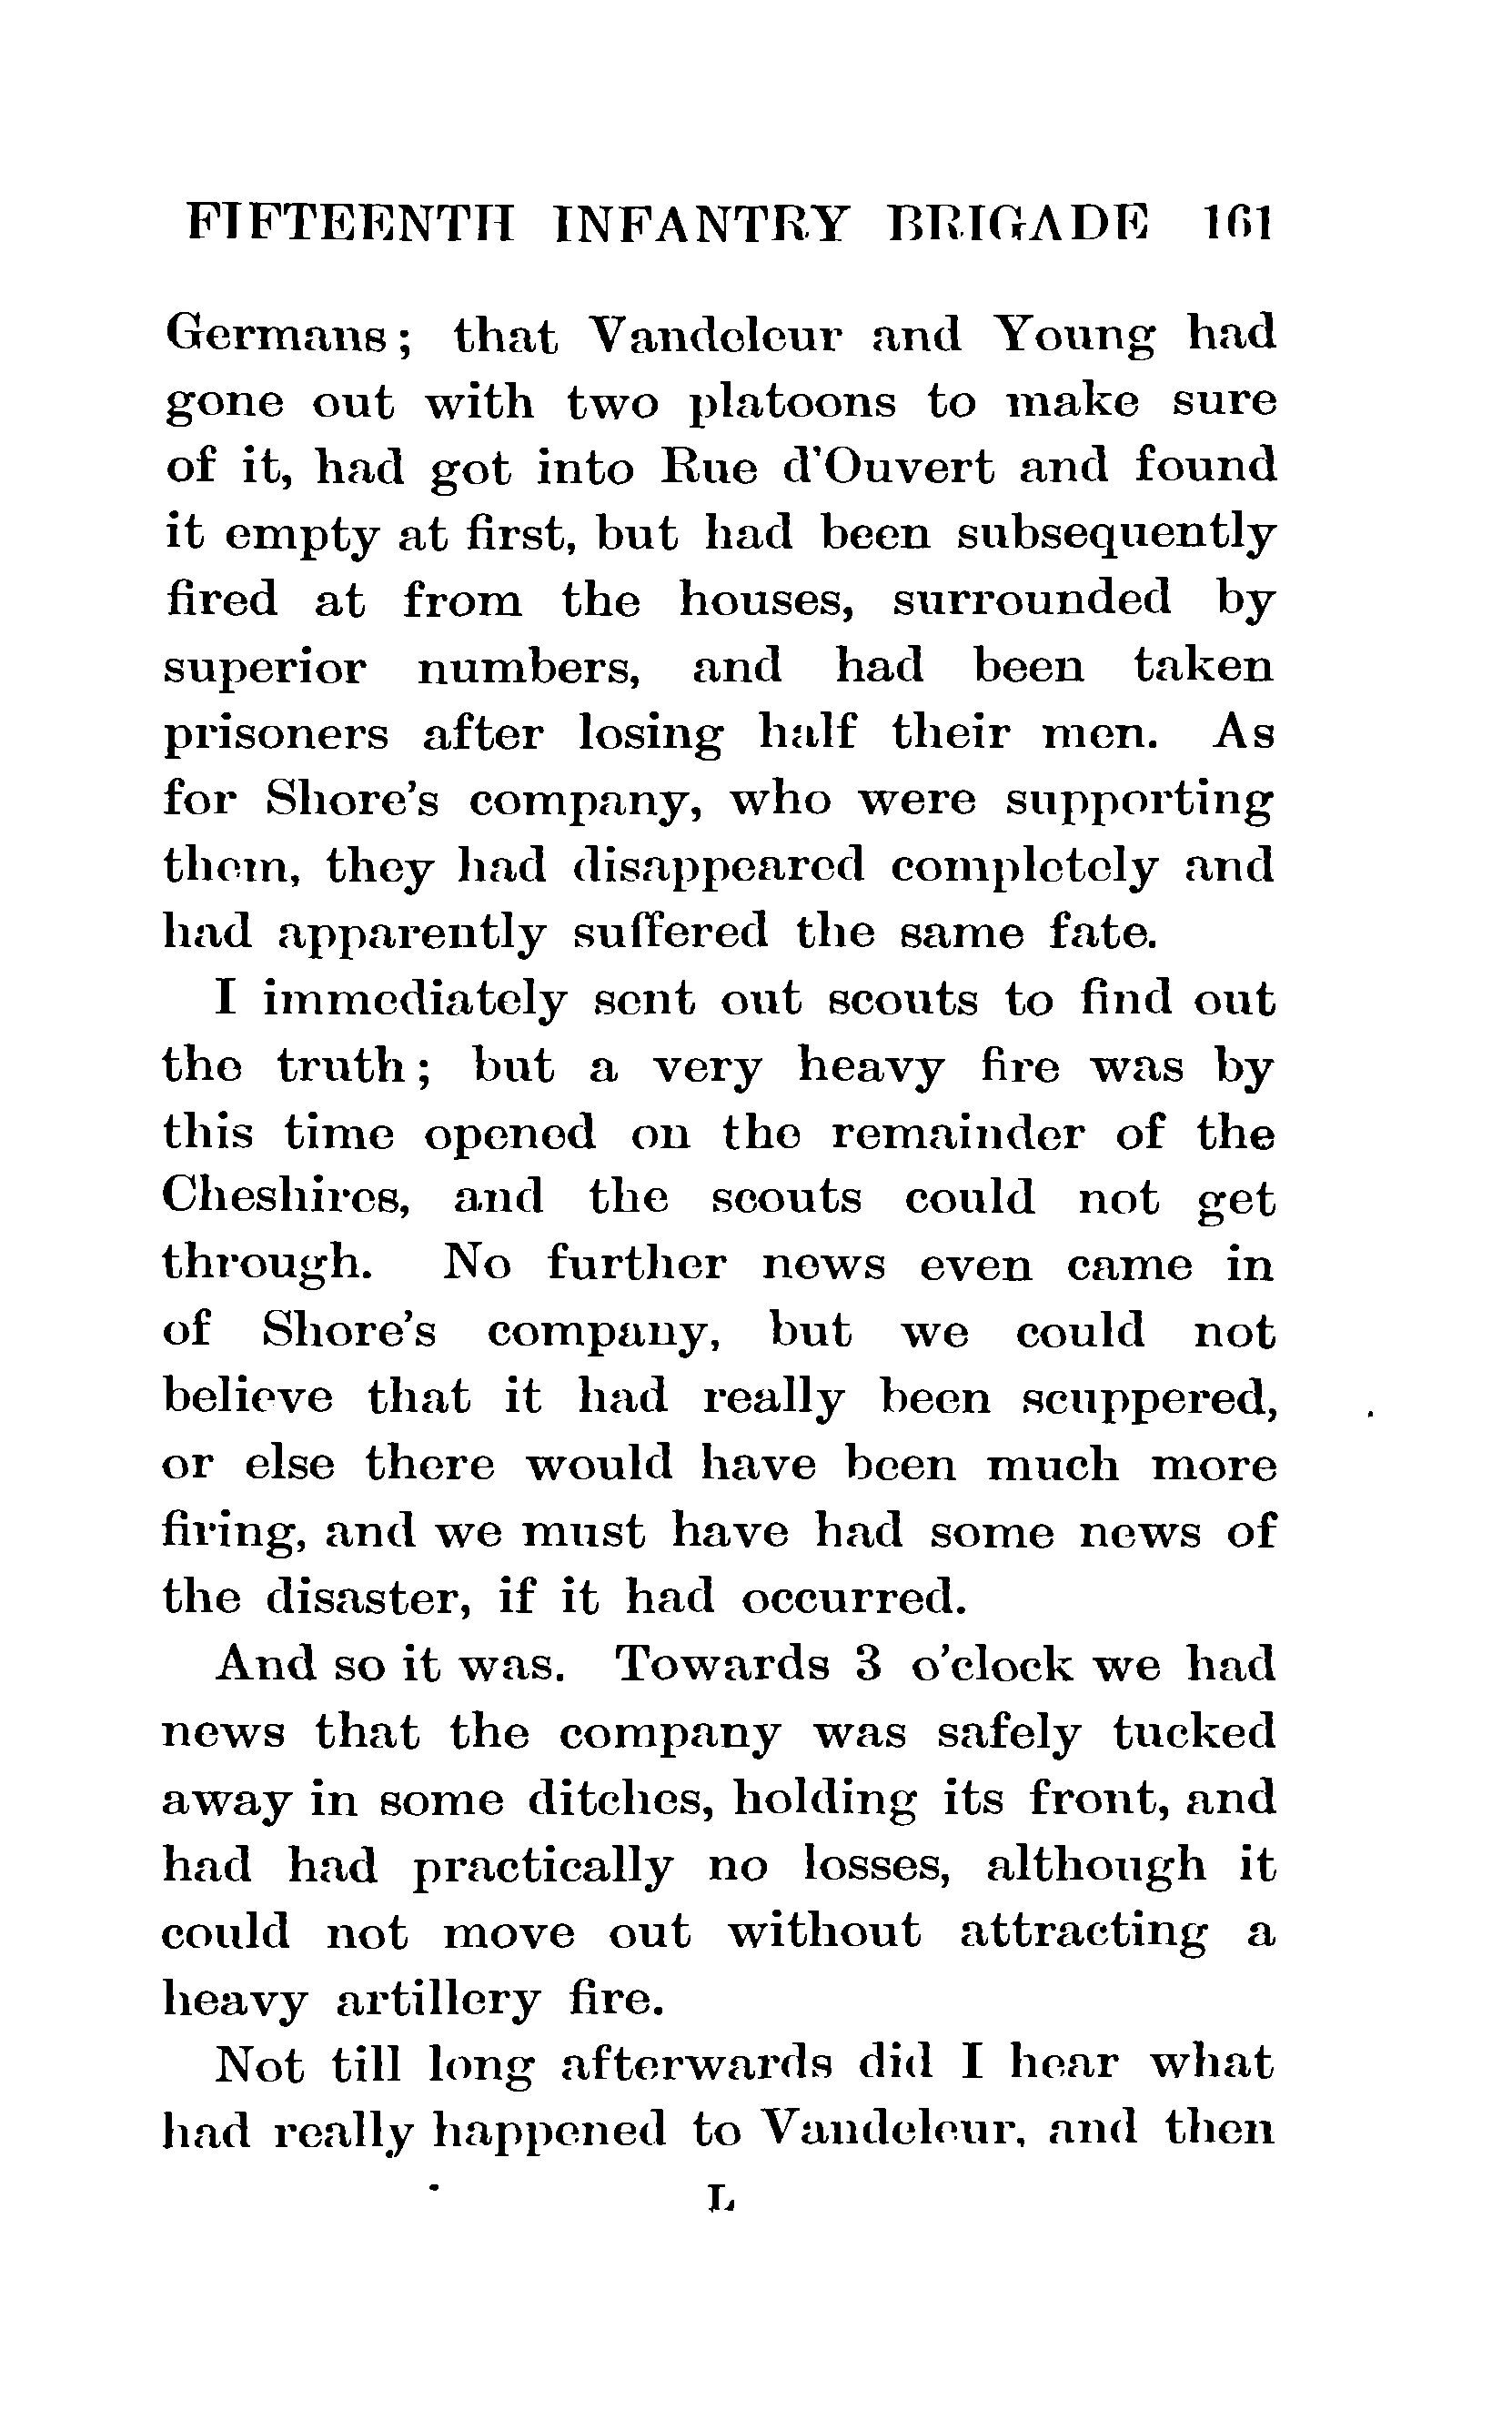 FIFTEENTH INFANTRY BRIGADE 161
Germans; that Vandeleur and Young had
gone out with two platoons to make sure
of it, had got into Rue d'Ouvert and found
it empty at first, but had been subsequently
fired at from the houses, surrounded by
superior numbers, and had been taken
prisoners after losing half their men. As
for Shore's company, who were supporting
them, they had disappeared completely and
had apparently suffered the same fate.
I immediately sent out scouts to find out
the truth; but a very heavy fire was by
this time opened on the remainder of the
Cheshires, and the scouts could not get
through. No further news even came in
of Shore's company, but we could not
believe that it had really been scuppered,
or else there would have been much more
firing, and we must have had some news of
the disaster, if it had occurred.
And so it was. Towards 3 o'clock we had
news that the company was safely tucked
away in some ditches, holding its front, and
had had practically no losses, although it
could not move out without attracting a
heavy artillery fire.
Not till long afterwards did I hear what
had really happened to Vandeleur, and then
L